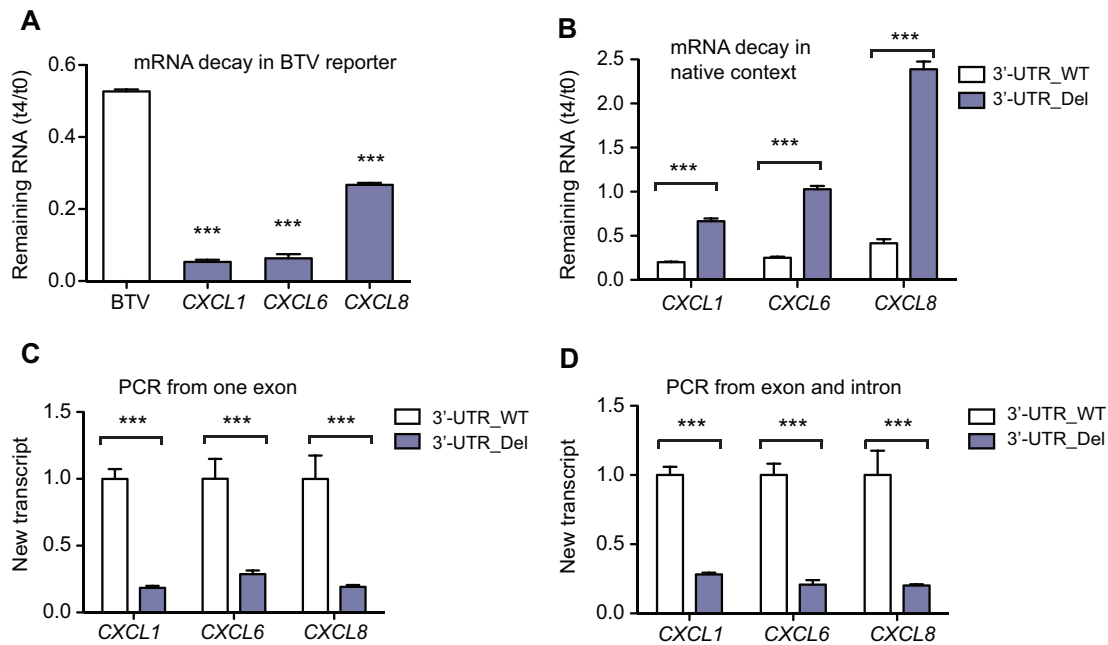 A
mRNA decay in BTV reporter
Remaining RNA (t4/t0)
0.6
0.4
0.2
0.0
***
***
***
BTV
CXCL1
CXCL6
CXCL8
B
mRNA decay in
native context
Remaining RNA (t4/t0)
2.5
2.0
1.5
1.0
0.5
0.0
***
***
***
CXCL1
CXCL6
CXCL8
3'-UTR_WT
3'-UTR_Del
C
PCR from one exon
New transcript
1.5
1.0
0.5
0.0
***
***
***
CXCL1
CXCL6
CXCL8
3'-UTR_WT
3'-UTR_Del
D
PCR from exon and intron
New transcript
1.5
1.0
0.5
0.0
***
***
***
CXCL1
CXCL6
CXCL8
3'-UTR_WT
3'-UTR_Del